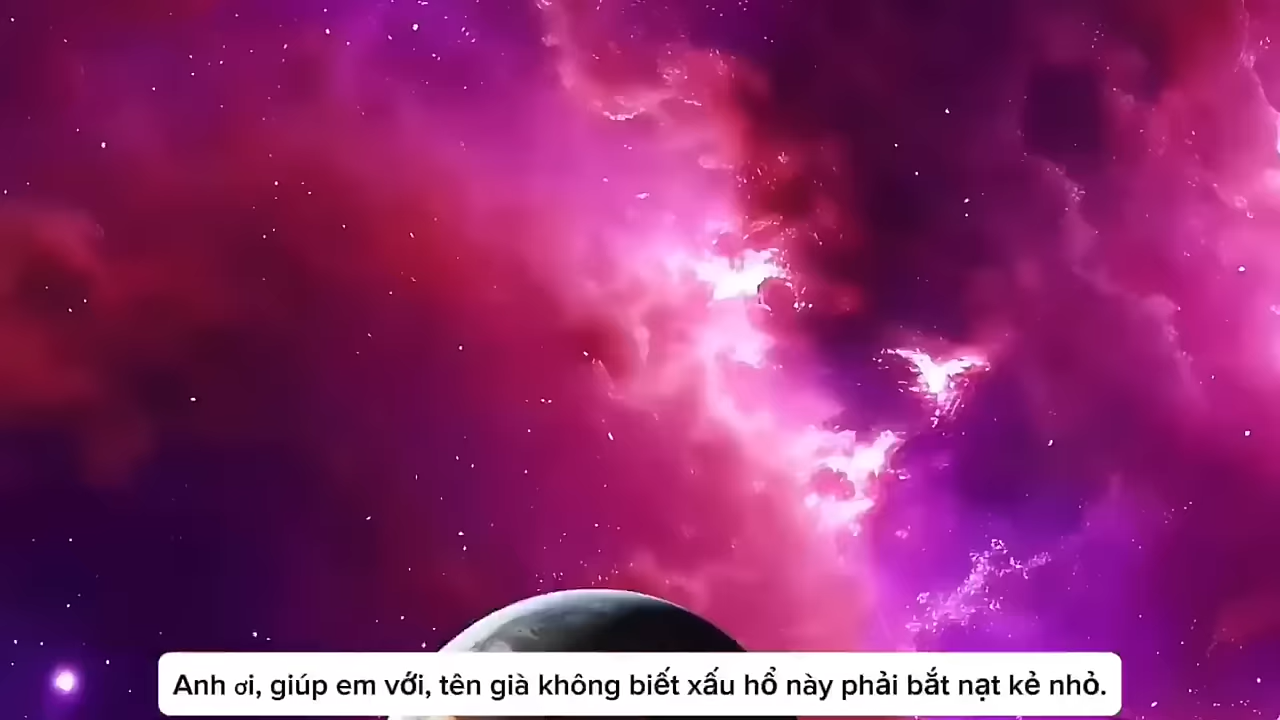 Anh ơi, giúp em với, tên già không biết xấu hổ này phải bắt nạt kẻ nhỏ.